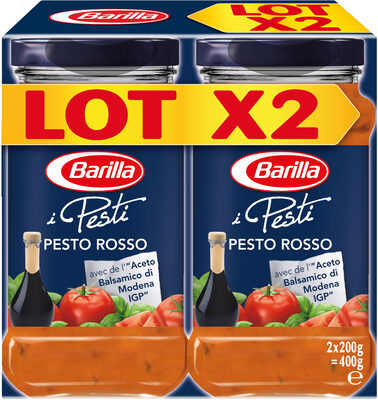 LOT X2
LOT X2
Barilla
i Pesti
PESTO ROSSO
avec de l'"Aceto
Balsamico di
Modena
IGP"
Barilla
i Pesti
PESTO ROSSO
avec de l'"Aceto
Balsamico di
Modena
IGP"
2x200g
=400g
e